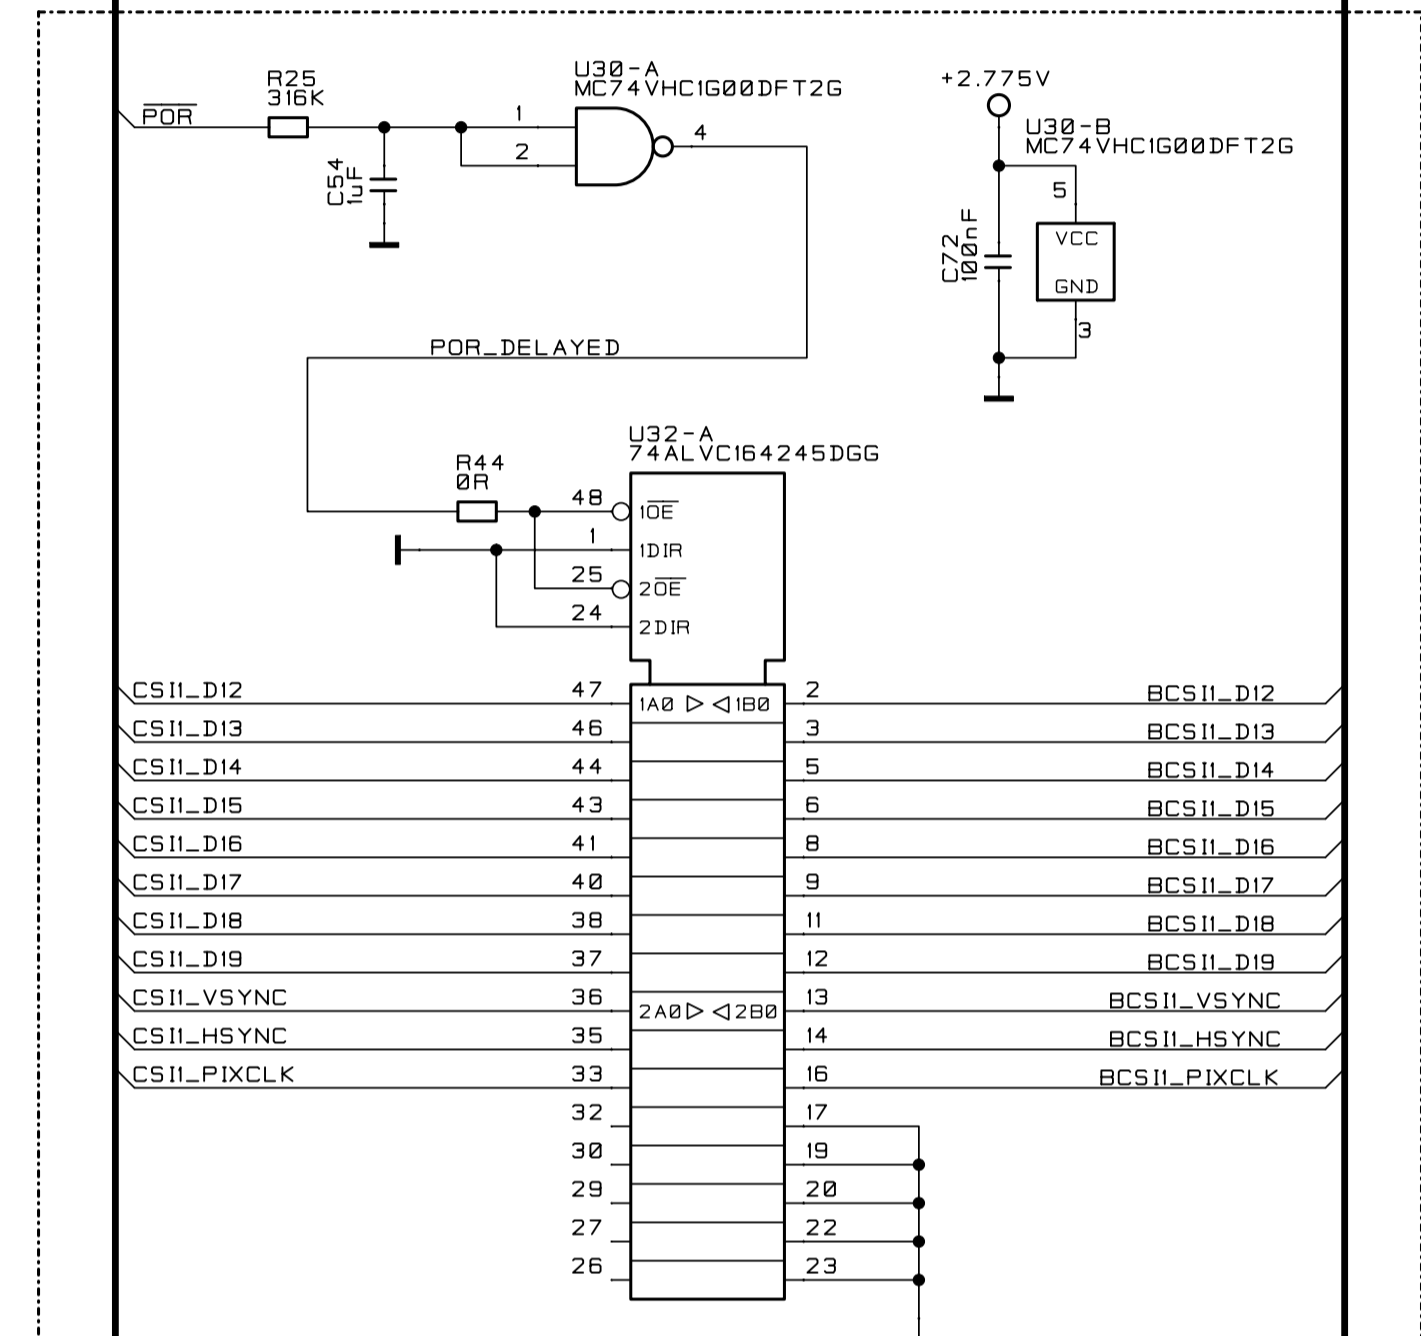 R25
316K
POR
C54
1uF
1
2
U30-A
MC74VHC1G00DFT2G
4
+2.775V
U30-B
MC74VHC1G00DFT2G
5
VCC
GND
3
C72
100nF
POR_DELAYED
U32-A
74ALVC164245DGG
R44
0R
48 1OE
1 1DIR
25 2OE
24 2DIR
CSI1_D12 47 1A0 1B0 2 BCSI1_D12
CSI1_D13 46 3 BCSI1_D13
CSI1_D14 44 5 BCSI1_D14
CSI1_D15 43 6 BCSI1_D15
CSI1_D16 41 8 BCSI1_D16
CSI1_D17 40 9 BCSI1_D17
CSI1_D18 38 11 BCSI1_D18
CSI1_D19 37 12 BCSI1_D19
CSI1_VSYNC 36 2A0 2B0 13 BCSI1_VSYNC
CSI1_HSYNC 35 14 BCSI1_HSYNC
CSI1_PIXCLK 33 16 BCSI1_PIXCLK
32 17
30 19
29 20
27 22
26 23